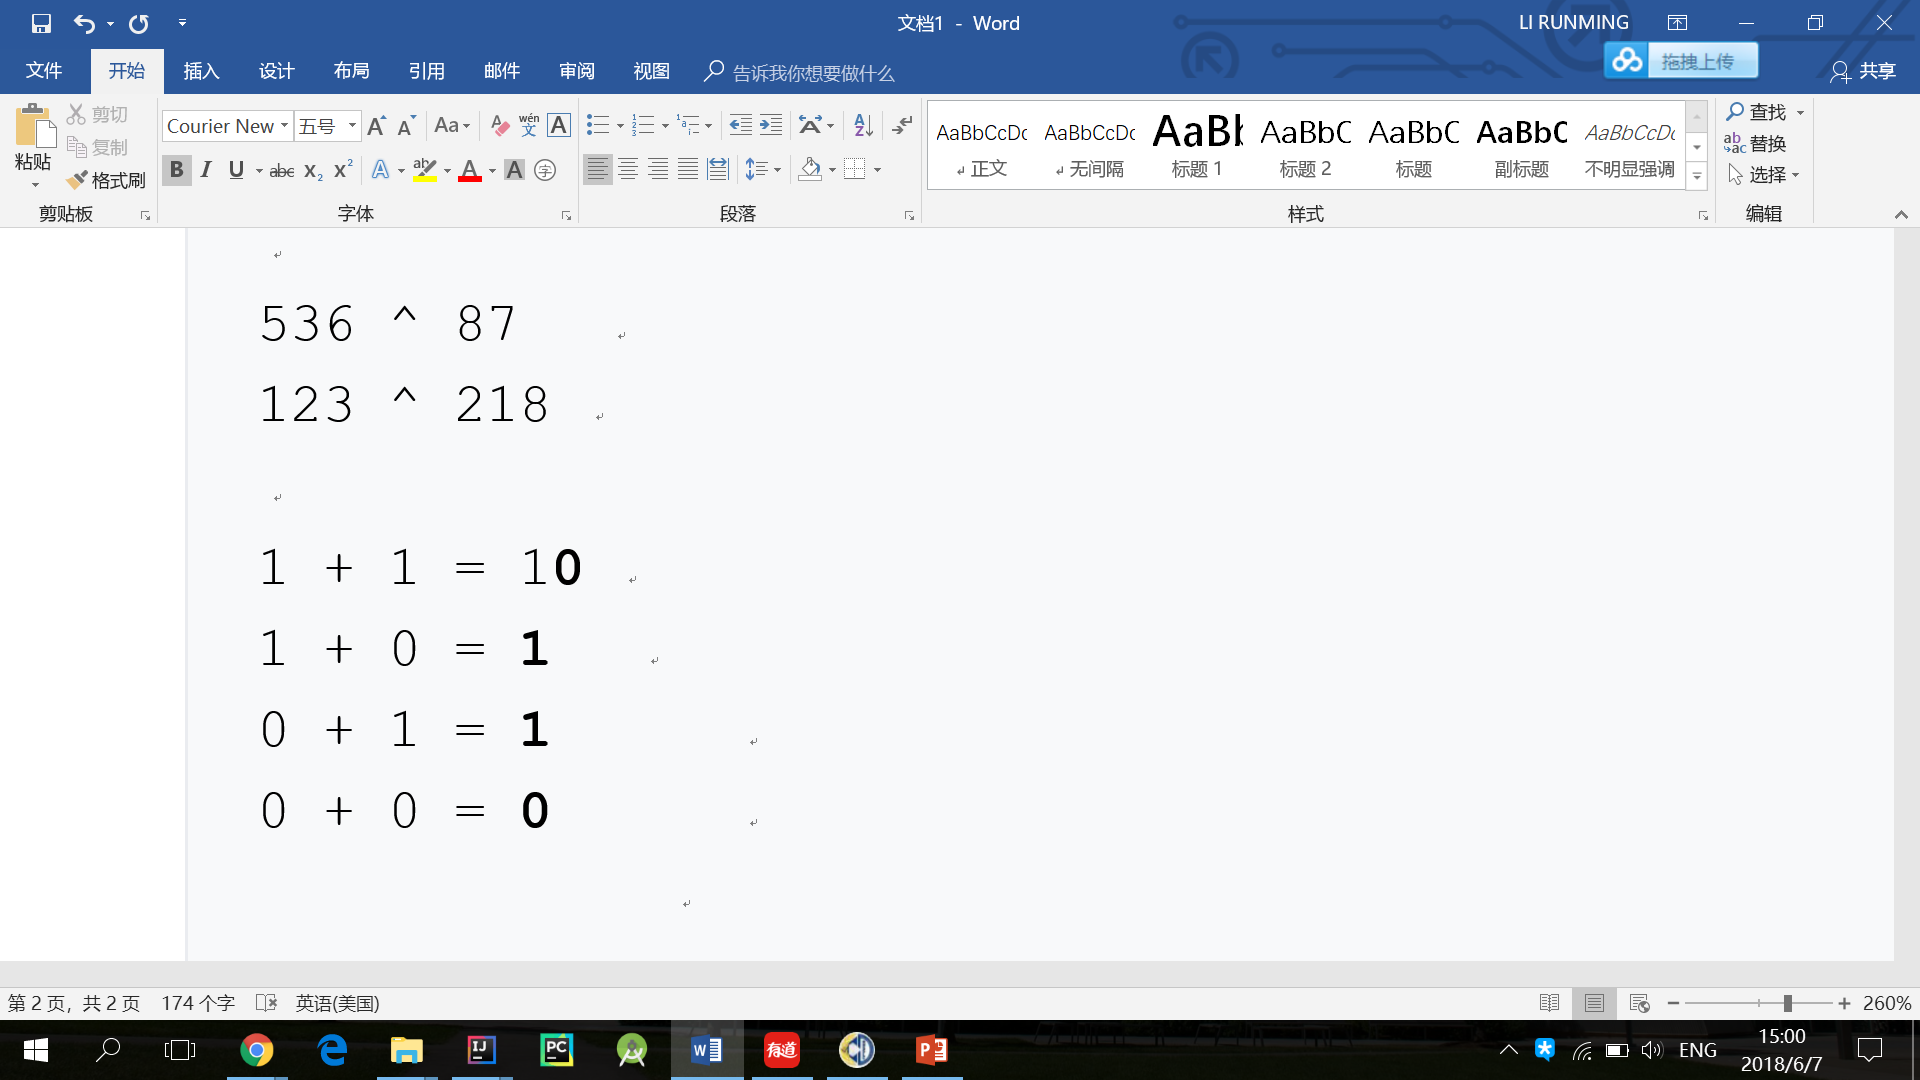 文档1 - Word
LI RUNMING
拖拽上传
文件 开始 插入 设计 布局 引用 邮件 审阅 视图 告诉我你想要做什么 共享
粘贴
剪切
复制
格式刷
剪贴板
Courier New 五号
字体
段落
AaBbCcDc AaBbCcDc AaBb AaBbC AaBbC AaBbC AaBbCcDc
正文 无间隔 标题 1 标题 2 标题 副标题 不明显强调
样式
查找
替换
选择
编辑
536 ^ 87
123 ^ 218
1 + 1 = 10
1 + 0 = 1
0 + 1 = 1
0 + 0 = 0
第 2 页，共 2 页 174 个字 英语(美国) 260%
ENG
15:00
2018/6/7